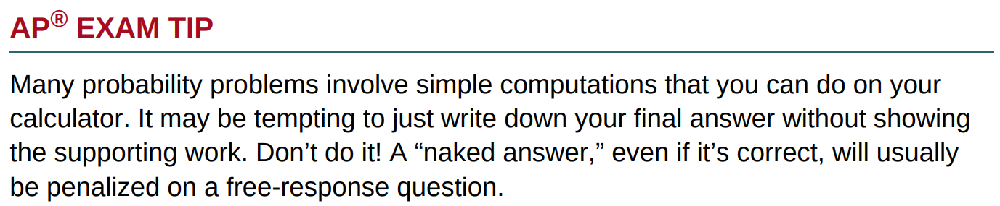 AP® EXAM TIP
Many probability problems involve simple computations that you can do on your
calculator. It may be tempting to just write down your final answer without showing
the supporting work. Don’t do it! A “naked answer,” even if it’s correct, will usually
be penalized on a free-response question.